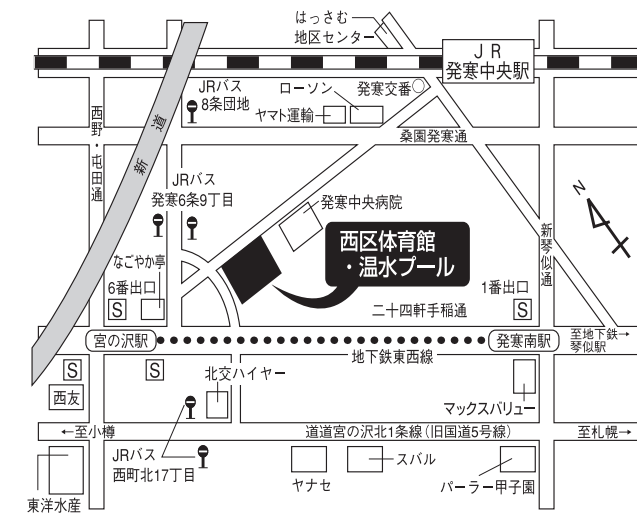 はっさむ
地区センター
JR
発寒中央駅
JRバス
8条団地
ローソン
発寒交番
ヤマト運輸
桑園発寒通
西野・屯田通
新道
JRバス
発寒6条9丁目
発寒中央病院
N
西区体育館
・温水プール
新琴似通
なごやか亭
6番出口
S
二十四軒手稲通
1番出口
S
宮の沢駅
発寒南駅
至地下鉄→
琴似駅
地下鉄東西線
S
S
西友
北交ハイヤー
マックスバリュー
←至小樽
道道宮の沢北1条線(旧国道5号線)
至札幌→
JRバス
西町北17丁目
スバル
ヤナセ
パーラー甲子園
東洋水産